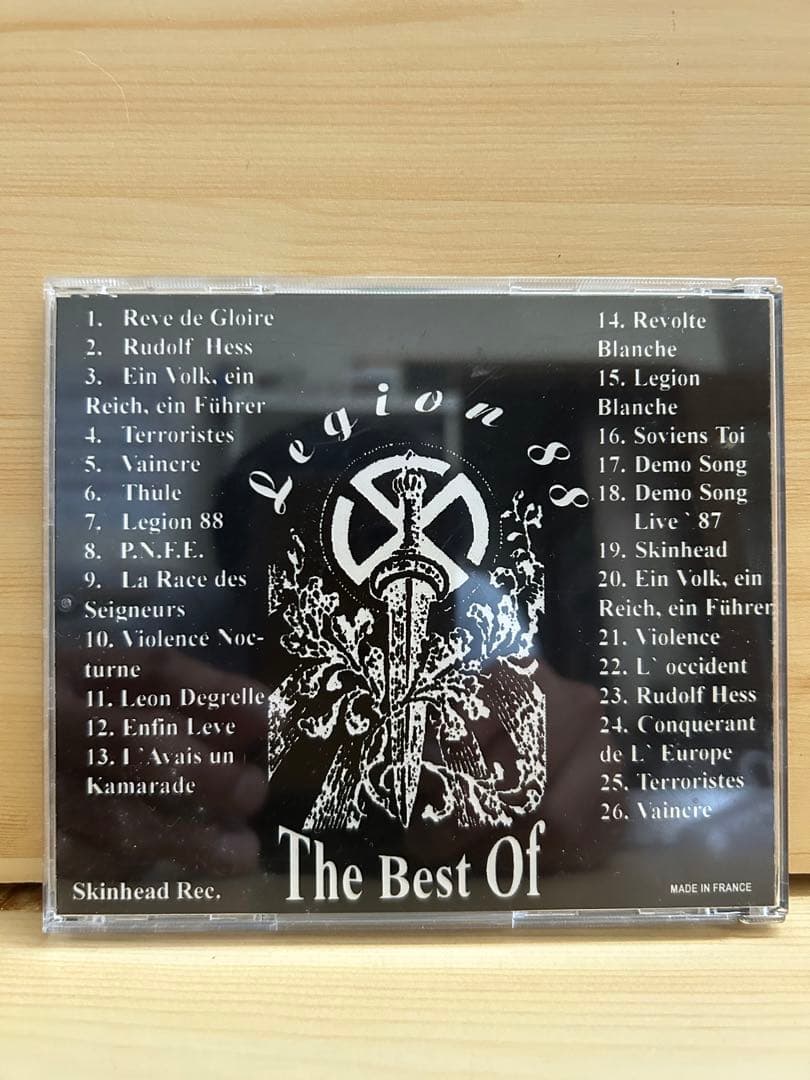 1. Reve de Gloire
2. Rudolf Hess
3. Ein Volk, ein
Reich, ein Führer
4. Terroristes
5. Vaincre
6. Thule
7. Legion 88
8. P.N.F.E.
9. La Race des
Seigneurs
10. Violence Noc-
turne
11. Leon Degrelle
12. Enfin Leve
13. I `Avais un
Kamarade
Skinhead Rec.
Legion 88
The Best Of
14. Revolte
Blanche
15. Legion
Blanche
16. Soviens Toi
17. Demo Song
18. Demo Song
Live` 87
19. Skinhead
20. Ein Volk, ein
Reich, ein Führer
21. Violence
22. L` occident
23. Rudolf Hess
24. Conquerant
de L` Europe
25. Terroristes
26. Vaincre
MADE IN FRANCE